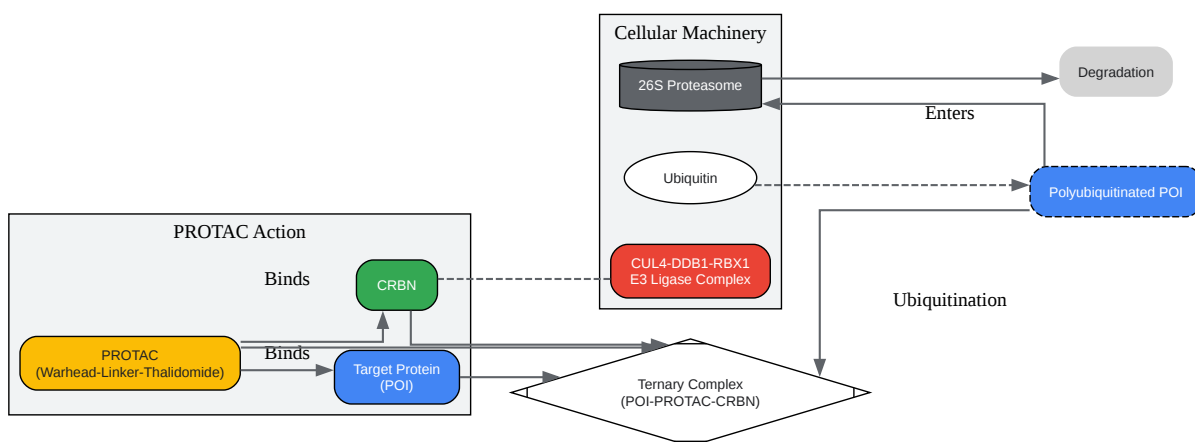 Cellular Machinery
26S Proteasome
Degradation
Enters
Ubiquitin
Polyubiquitinated POI
PROTAC Action
CUL4-DDB1-RBX1
E3 Ligase Complex
Binds
CRBN
Ubiquitination
PROTAC
(Warhead-Linker-Thalidomide)
Binds
Target Protein
(POI)
Ternary Complex
(POI-PROTAC-CRBN)